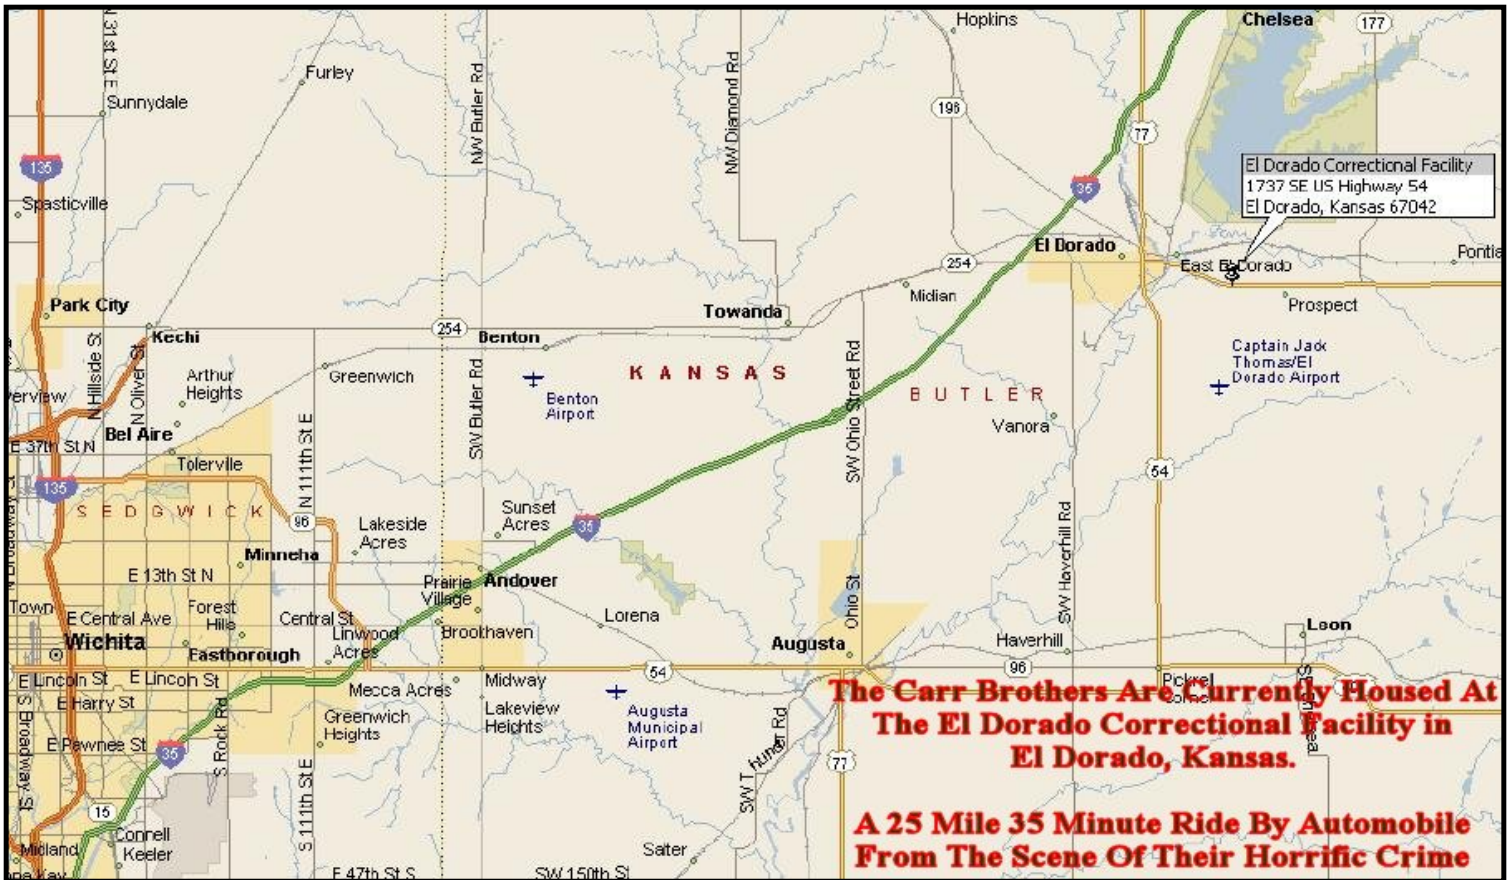 N 31st St E
Hopkins
Chelsea
177
Furley
Sunnydale
NW Butler Rd
NW Diamond Rd
196
77
135
35
El Dorado Correctional Facility
1737 SE US Highway 54
El Dorado, Kansas 67042
Spasticville
El Dorado
254
East El Dorado
Pontia
Midian
Prospect
Park City
Towanda
Kechi
254
Benton
N Hillside St
N Oliver St
Captain Jack
Thomas/El
Dorado Airport
Arthur
Heights
Greenwich
KANSAS
SW Butler Rd
SW Ohio Street Rd
BUTLER
erview
Benton
Airport
Vanora
E 37th St N
Bel Aire
N 111th St E
Tolerville
54
135
SEDGWICK
96
Sunset
Acres
35
Lakeside
Acres
N Broadway St
Minneha
SW Haverhill Rd
E 13th St N
Prairie
Village
Andover
Ohio St
Town
E Central Ave
Forest
Hills
Central St
Linwood
Acres
Lorena
Brookhaven
Leon
Wichita
Augusta
Haverhill
Eastborough
54
96
E Lincoln St
E Lincoln St
Mecca Acres
Midway
Pickrel
Corner
E Harry St
S Rock Rd
S Broadway St
Greenwich
Heights
Lakeview
Heights
Augusta
Municipal
Airport
SW Thunder Rd
E Pawnee St
35
77
The Carr Brothers Are Currently Housed At
The El Dorado Correctional Facility in
El Dorado, Kansas.
S 111th St E
15
A 25 Mile 35 Minute Ride By Automobile
From The Scene Of Their Horrific Crime
Connell
Midland
Keeler
Sater
E 47th St S
SW 150th St